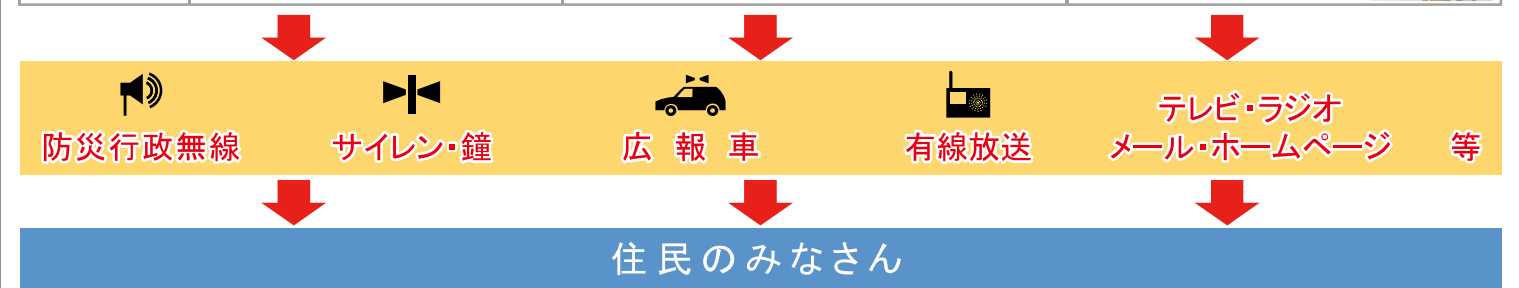 テレビ・ラジオ
防災行政無線 サイレン・鐘 広報車 有線放送 メール・ホームページ 等
住民のみなさん